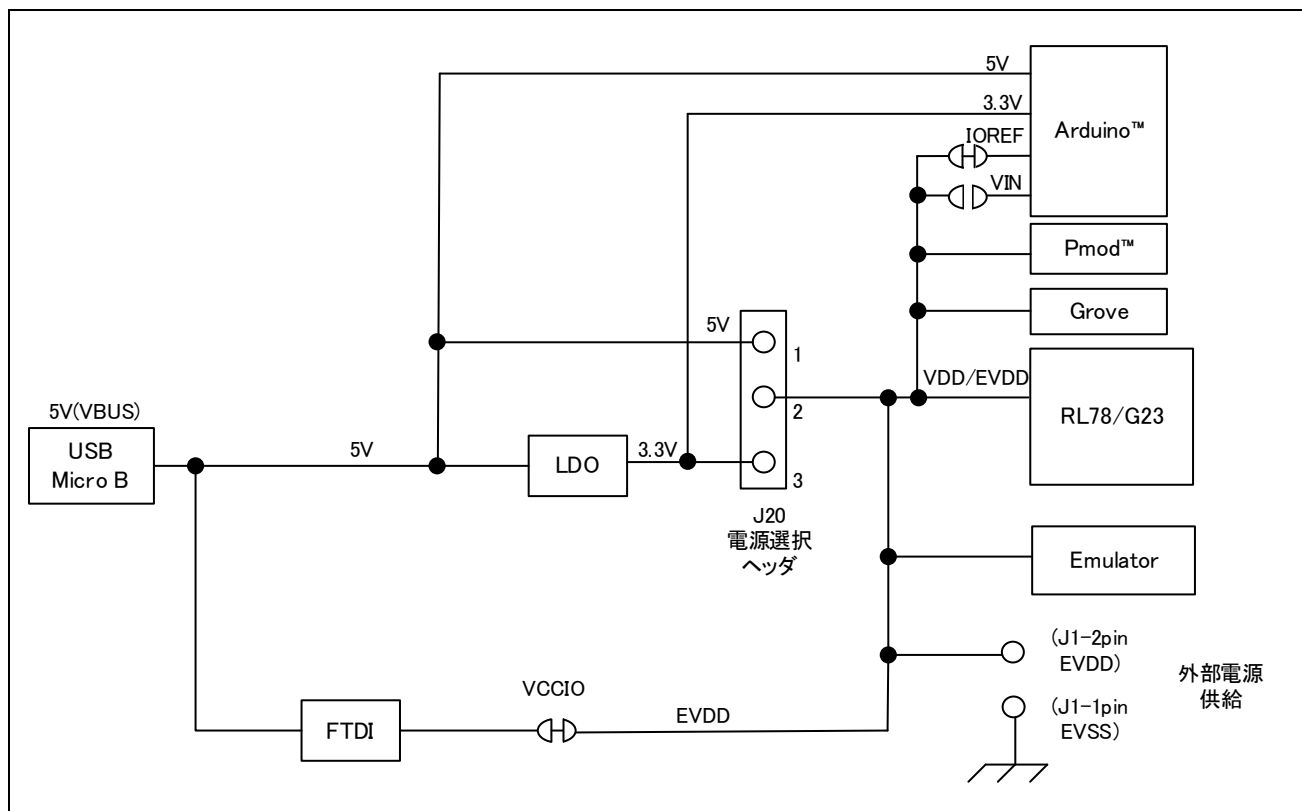 5V
3.3V
IOREF
VIN
Arduino™
Pmod™
Grove
5V
1
VDD/EVDD
2
RL78/G23
5V(VBUS)
USB
Micro B
5V
LDO
3.3V
3
J20
電源選択
ヘッダ
Emulator
(J1-2pin
EVDD)
外部電源
供給
VCCIO
FTDI
EVDD
(J1-1pin
EVSS)